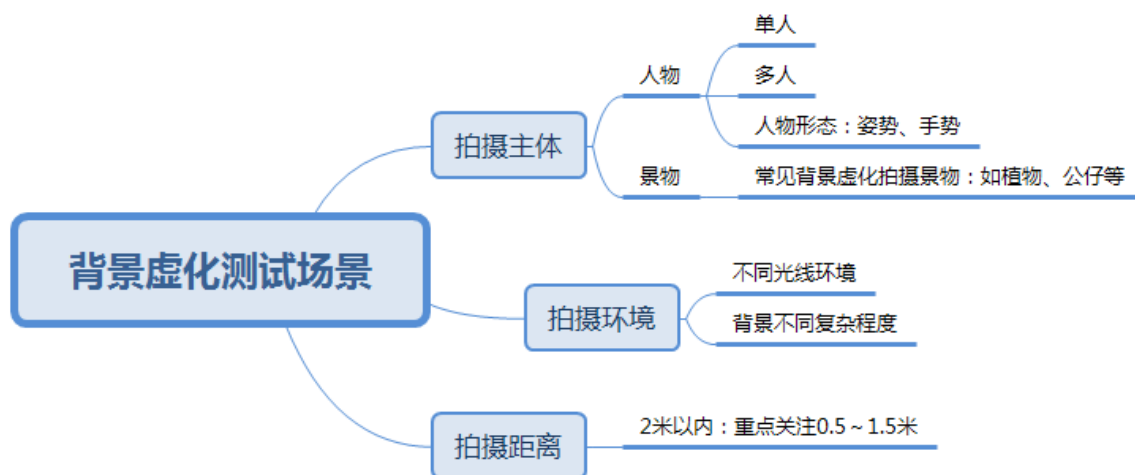 背景虚化测试场景
拍摄主体
人物
单人
多人
人物形态：姿势、手势
景物
常见背景虚化拍摄景物：如植物、公仔等
拍摄环境
不同光线环境
背景不同复杂程度
拍摄距离
2米以内：重点关注0.5～1.5米